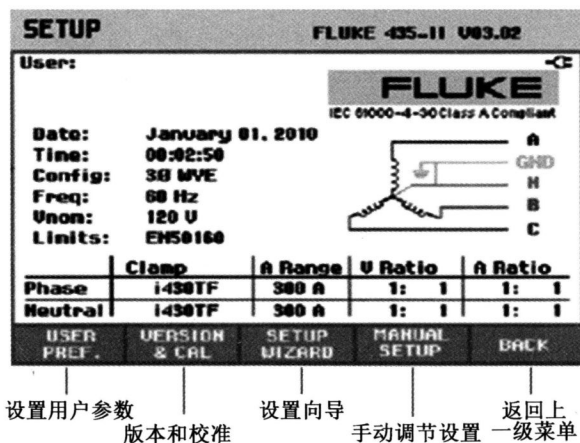 SETUP FLUKE 435-II V03.02
User:
FLUKE
IEC 61000-4-30 Class A Compliant
Date: January 01. 2010
Time: 00:02:50
Config: 3Ø WYE
Freq: 60 Hz
Vnom: 120 V
Limits: EN50160
A
GND
N
B
C
Clamp A Range V Ratio A Ratio
Phase i430TF 300 A 1: 1 1: 1
Neutral i430TF 300 A 1: 1 1: 1
USER PREF. VERSION & CAL SETUP WIZARD MANUAL SETUP BACK
设置用户参数
版本和校准
设置向导
手动调节设置
返回上
一级菜单